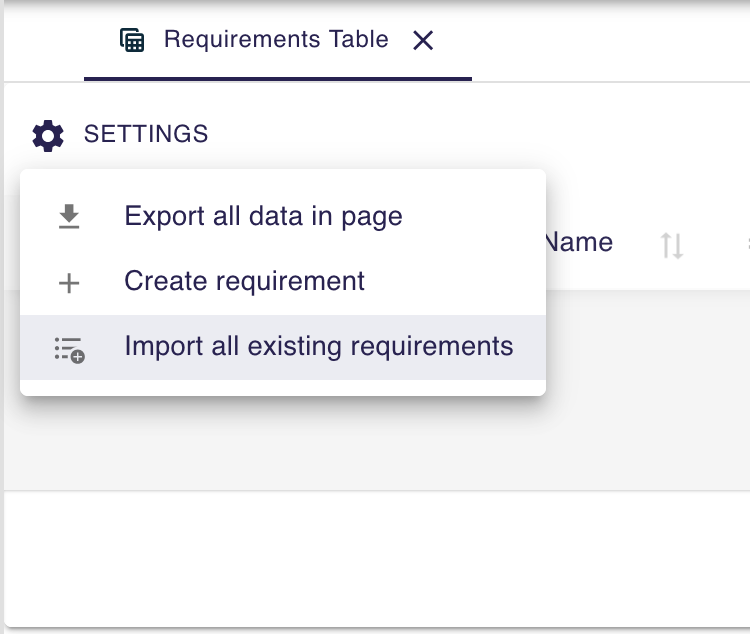 Requirements Table
SETTINGS
Export all data in page
Name
Create requirement
Import all existing requirements